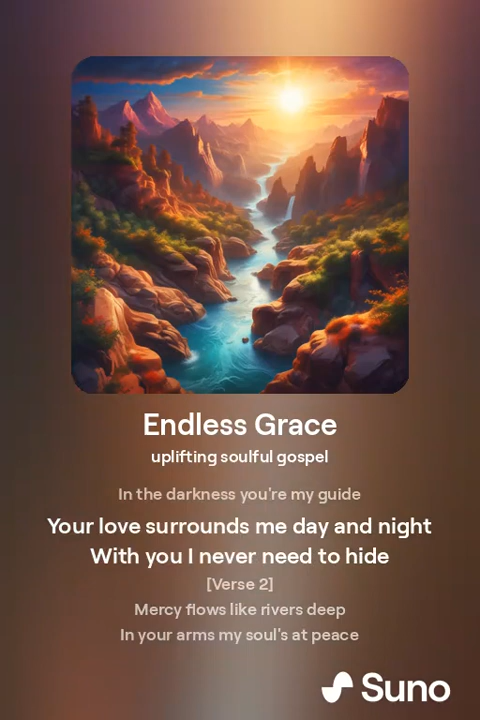 Endless Grace
uplifting soulful gospel
In the darkness you're my guide
Your love surrounds me day and night
With you I never need to hide
[Verse 2]
Mercy flows like rivers deep
In your arms my soul's at peace
Suno